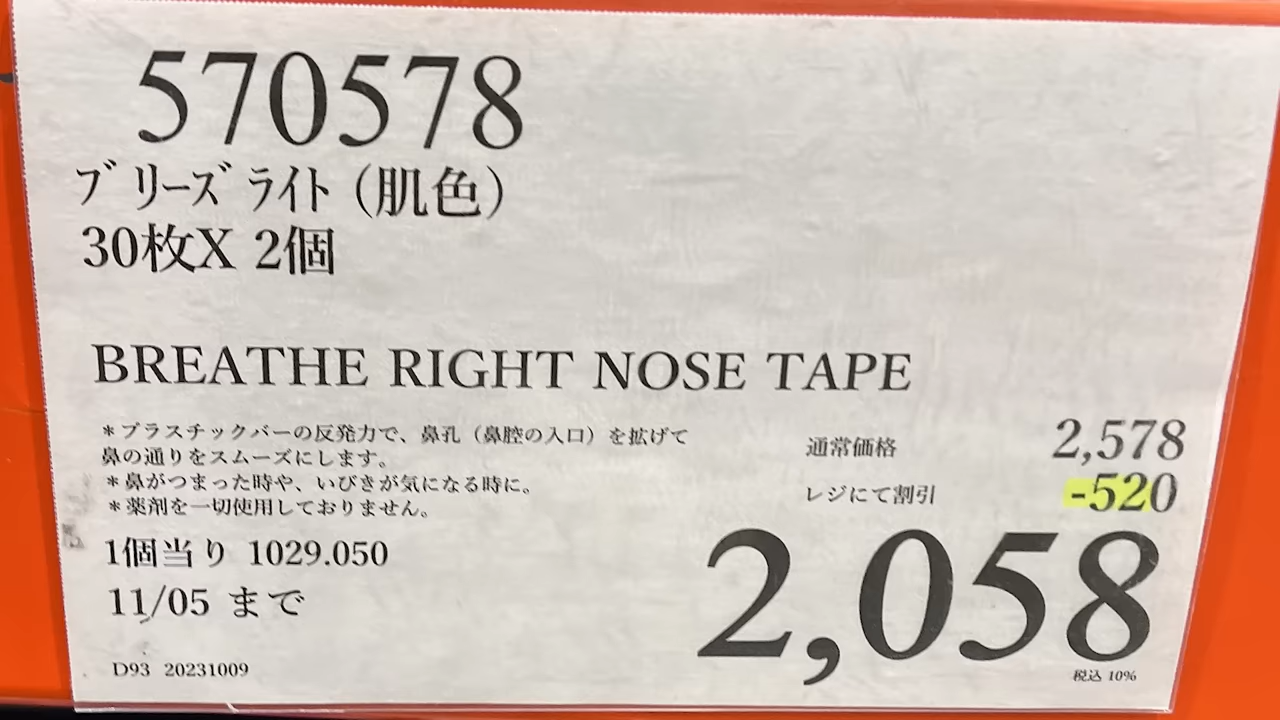 570578
ブリーズライト（肌色）
30枚X 2個
BREATHE RIGHT NOSE TAPE
＊プラスチックバーの反発力で、鼻孔（鼻腔の入口）を拡げて
鼻の通りをスムーズにします。
＊鼻がつまった時や、いびきが気になる時に。
＊薬剤を一切使用しておりません。
通常価格 2,578
レジにて割引 -520
2,058
税込 10%
1個当り 1029.050
11/05 まで
D93 20231009